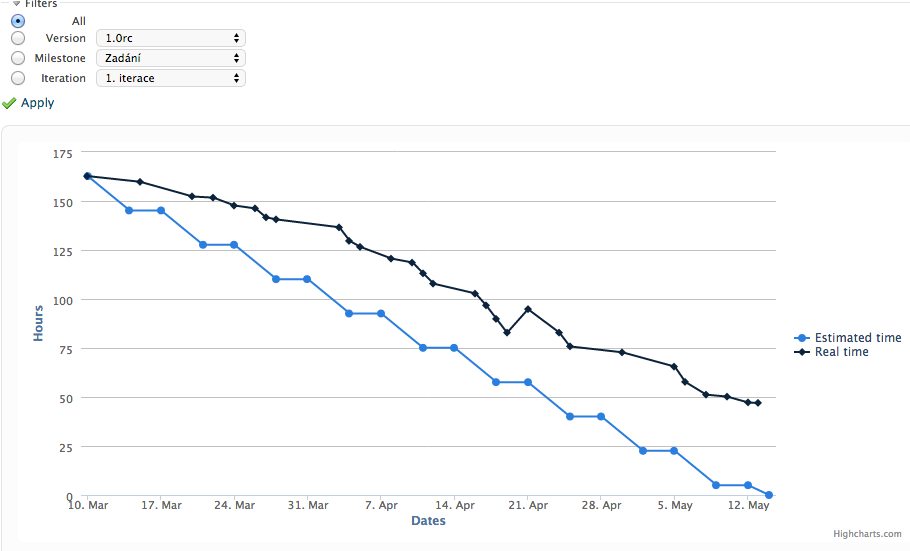 Filters
All
Version 1.0rc
Milestone Zadání
Iteration 1. iterace
Apply
175
150
125
100
75
50
25
0
Hours
10. Mar 17. Mar 24. Mar 31. Mar 7. Apr 14. Apr 21. Apr 28. Apr 5. May 12. May
Dates
Estimated time
Real time
Highcharts.com